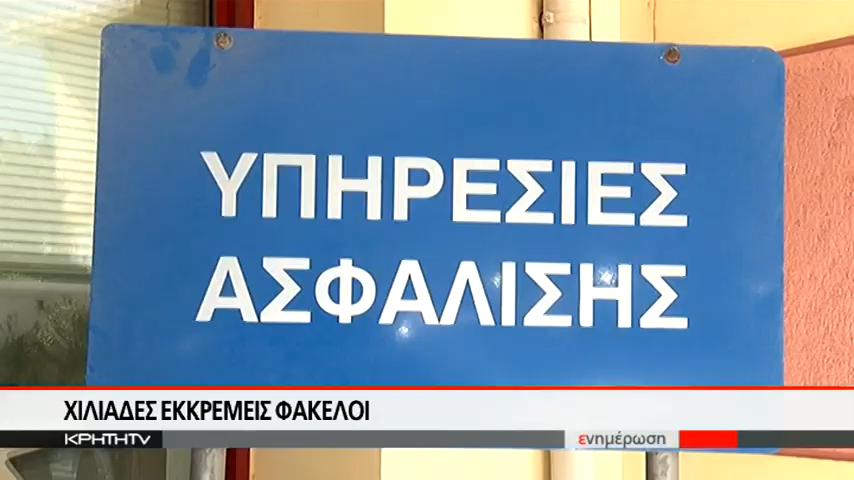 ΥΠΗΡΕΣΙΕΣ
ΑΣΦΑΛΙΣΗΣ
ΧΙΛΙΑΔΕΣ ΕΚΚΡΕΜΕΙΣ ΦΑΚΕΛΟΙ
ΚΡΗΤΗTV
ενημέρωση